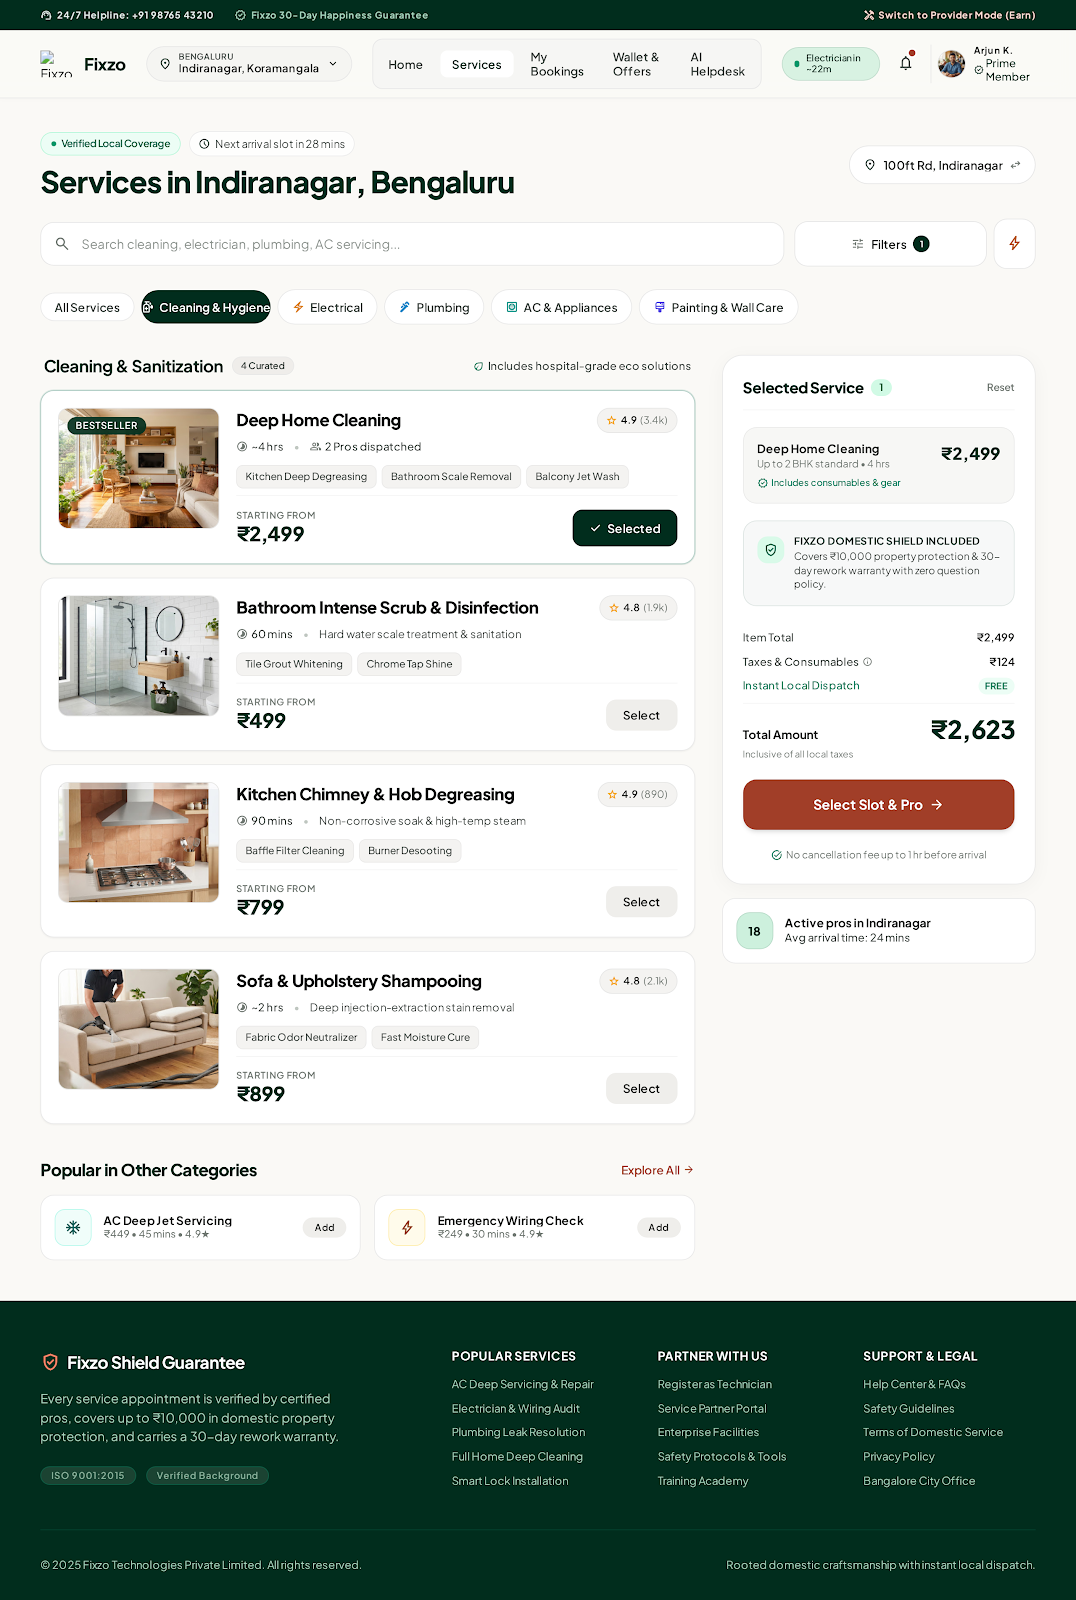 24/7 Helpline: +91 98765 43210
Fixzo 30-Day Happiness Guarantee
Switch to Provider Mode (Earn)
Fixzo
Fixzo
BENGALURU
Indiranagar, Koramangala
Home
Services
My Bookings
Wallet & Offers
AI Helpdesk
Electrician in ~22m
Arjun K.
Prime Member
Verified Local Coverage
Next arrival slot in 28 mins
Services in Indiranagar, Bengaluru
100ft Rd, Indiranagar
Search cleaning, electrician, plumbing, AC servicing...
Filters 1
All Services
Cleaning & Hygiene
Electrical
Plumbing
AC & Appliances
Painting & Wall Care
Cleaning & Sanitization
4 Curated
Includes hospital-grade eco solutions
BESTSELLER
Deep Home Cleaning
4.9 (3.4k)
~4 hrs • 2 Pros dispatched
Kitchen Deep Degreasing
Bathroom Scale Removal
Balcony Jet Wash
STARTING FROM
₹2,499
Selected
Bathroom Intense Scrub & Disinfection
4.8 (1.9k)
60 mins • Hard water scale treatment & sanitation
Tile Grout Whitening
Chrome Tap Shine
STARTING FROM
₹499
Select
Kitchen Chimney & Hob Degreasing
4.9 (890)
90 mins • Non-corrosive soak & high-temp steam
Baffle Filter Cleaning
Burner Desooting
STARTING FROM
₹799
Select
Sofa & Upholstery Shampooing
4.8 (2.1k)
~2 hrs • Deep injection-extraction stain removal
Fabric Odor Neutralizer
Fast Moisture Cure
STARTING FROM
₹899
Select
Selected Service 1
Reset
Deep Home Cleaning
₹2,499
Up to 2 BHK standard • 4 hrs
Includes consumables & gear
FIXZO DOMESTIC SHIELD INCLUDED
Covers ₹10,000 property protection & 30-
day rework warranty with zero question
policy.
Item Total ₹2,499
Taxes & Consumables ₹124
Instant Local Dispatch FREE
Total Amount ₹2,623
Inclusive of all local taxes
Select Slot & Pro →
No cancellation fee up to 1 hr before arrival
18
Active pros in Indiranagar
Avg arrival time: 24 mins
Popular in Other Categories
Explore All →
AC Deep Jet Servicing
₹449 • 45 mins • 4.9★
Add
Emergency Wiring Check
₹249 • 30 mins • 4.9★
Add
Fixzo Shield Guarantee
Every service appointment is verified by certified
pros, covers up to ₹10,000 in domestic property
protection, and carries a 30-day rework warranty.
ISO 9001:2015
Verified Background
POPULAR SERVICES
AC Deep Servicing & Repair
Electrician & Wiring Audit
Plumbing Leak Resolution
Full Home Deep Cleaning
Smart Lock Installation
PARTNER WITH US
Register as Technician
Service Partner Portal
Enterprise Facilities
Safety Protocols & Tools
Training Academy
SUPPORT & LEGAL
Help Center & FAQs
Safety Guidelines
Terms of Domestic Service
Privacy Policy
Bangalore City Office
© 2025 Fixzo Technologies Private Limited. All rights reserved.
Rooted domestic craftsmanship with instant local dispatch.